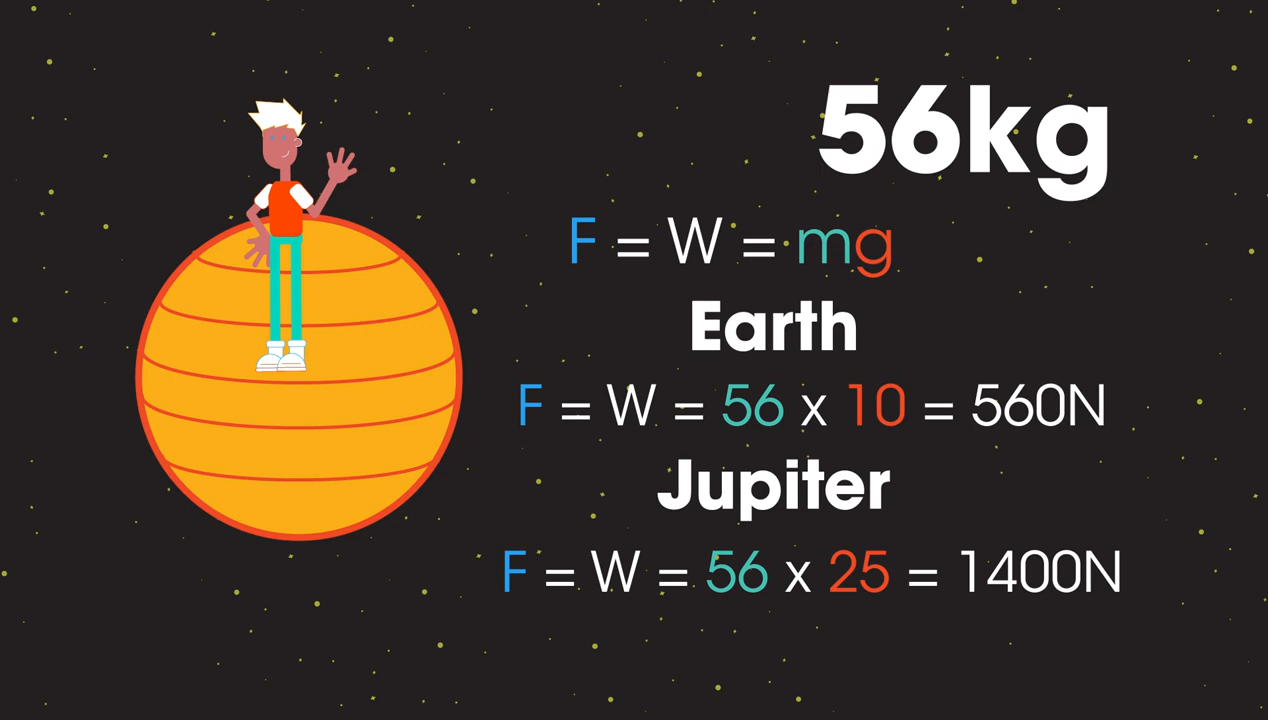 56kg
F = W = mg
Earth
F = W = 56 x 10 = 560N
Jupiter
F = W = 56 x 25 = 1400N